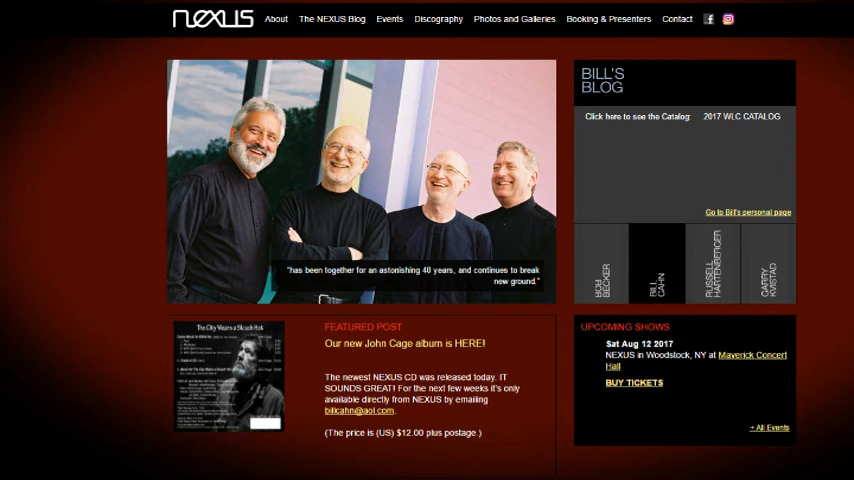 NEXUS
About
The NEXUS Blog
Events
Discography
Photos and Galleries
Booking & Presenters
Contact
"has been together for an astonishing 40 years, and continues to break
new ground."
BILL'S
BLOG
Click here to see the Catalog: 2017 WLC CATALOG
Go to Bill's personal page
BOB
BECKER
BILL
CAHN
RUSSELL
HARTENBERGER
GARRY
KVISTAD
The City Wears a Slouch Hat
FEATURED POST
Our new John Cage album is HERE!
The newest NEXUS CD was released today. IT
SOUNDS GREAT! For the next few weeks it's only
available directly from NEXUS by emailing
billcahn@aol.com.
(The price is (US) $12.00 plus postage.)
UPCOMING SHOWS
Sat Aug 12 2017
NEXUS in Woodstock, NY at Maverick Concert
Hall
BUY TICKETS
+ All Events